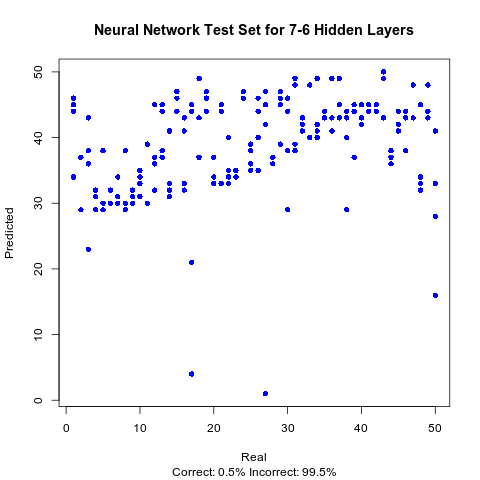 Neural Network Test Set for 7-6 Hidden Layers
Predicted
50
40
30
20
10
0
0 10 20 30 40 50
Real
Correct: 0.5% Incorrect: 99.5%